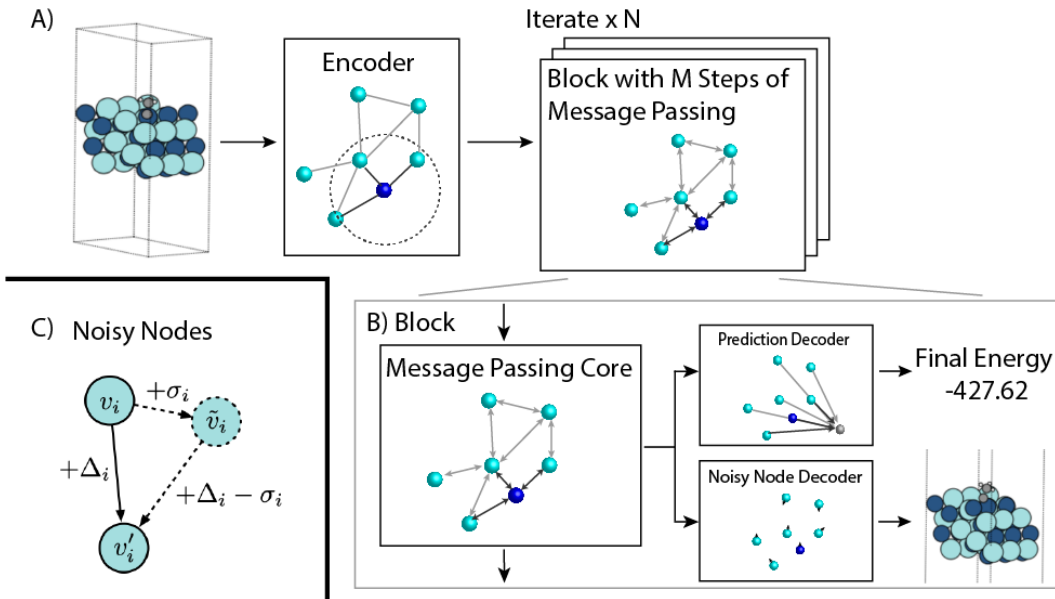 A)
Encoder
Iterate x N
Block with M Steps of
Message Passing
B) Block
Message Passing Core
Prediction Decoder
Final Energy
-427.62
Noisy Node Decoder
C) Noisy Nodes
v_i
+σ_i
ṽ_i
+Δ_i
+Δ_i − σ_i
v′_i